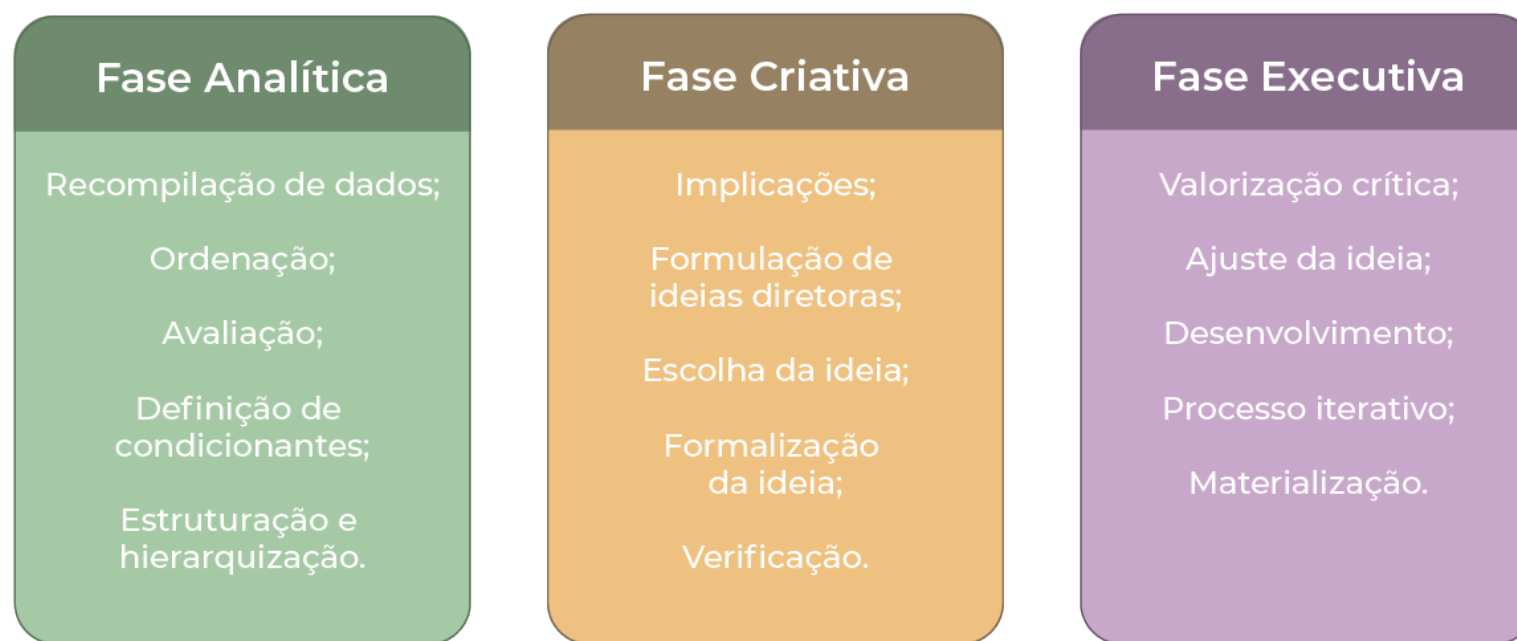 Fase Analítica
Recompilação de dados;
Ordenação;
Avaliação;
Definição de
condicionantes;
Estruturação e
hierarquização.
Fase Criativa
Implicações;
Formulação de
ideias diretoras;
Escolha da ideia;
Formalização
da ideia;
Verificação.
Fase Executiva
Valorização crítica;
Ajuste da ideia;
Desenvolvimento;
Processo iterativo;
Materialização.